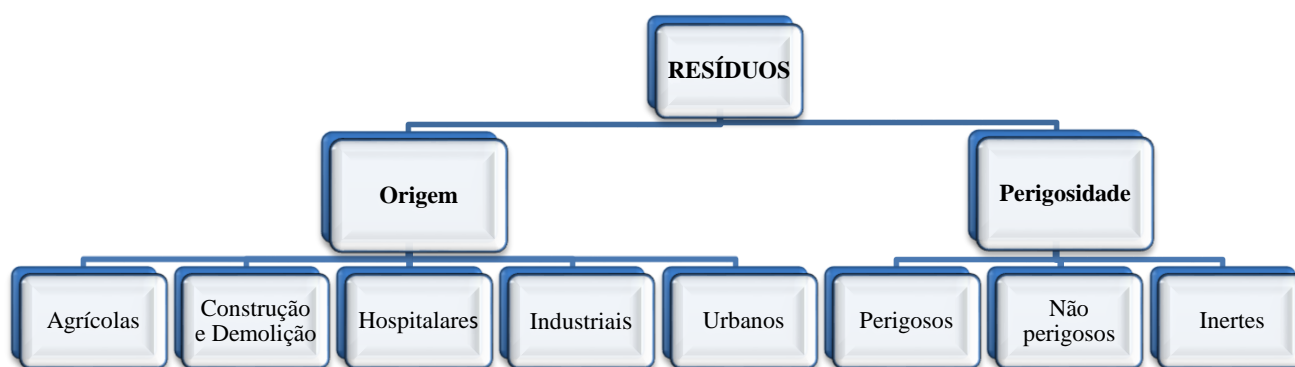 RESÍDUOS
Origem
Perigosidade
Agrícolas
Construção
e Demolição
Hospitalares
Industriais
Urbanos
Perigosos
Não
perigosos
Inertes